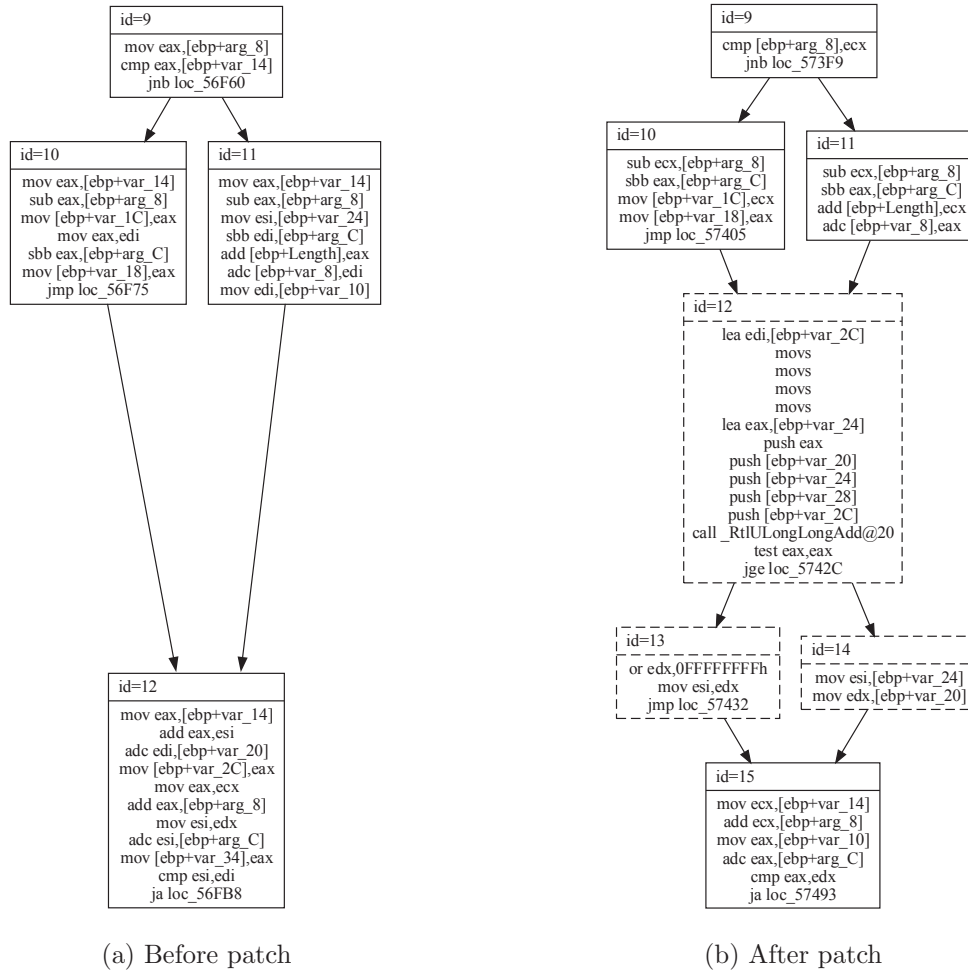 id=9
mov eax,[ebp+arg_8]
cmp eax,[ebp+var_14]
jnb loc_56F60
id=10
mov eax,[ebp+var_14]
sub eax,[ebp+arg_8]
mov [ebp+var_1C],eax
mov eax,edi
sbb eax,[ebp+arg_C]
mov [ebp+var_18],eax
jmp loc_56F75
id=11
mov eax,[ebp+var_14]
sub eax,[ebp+arg_8]
mov esi,[ebp+var_24]
sbb edi,[ebp+arg_C]
add [ebp+Length],eax
adc [ebp+var_8],edi
mov edi,[ebp+var_10]
id=12
mov eax,[ebp+var_14]
add eax,esi
adc edi,[ebp+var_20]
mov [ebp+var_2C],eax
mov eax,ecx
add eax,[ebp+arg_8]
mov esi,edx
adc esi,[ebp+arg_C]
mov [ebp+var_34],eax
cmp esi,edi
ja loc_56FB8
(a) Before patch
id=9
cmp [ebp+arg_8],ecx
jnb loc_573F9
id=10
sub ecx,[ebp+arg_8]
sbb eax,[ebp+arg_C]
mov [ebp+var_1C],ecx
mov [ebp+var_18],eax
jmp loc_57405
id=11
sub ecx,[ebp+arg_8]
sbb eax,[ebp+arg_C]
add [ebp+Length],ecx
adc [ebp+var_8],eax
id=12
lea edi,[ebp+var_2C]
movs
movs
movs
movs
lea eax,[ebp+var_24]
push eax
push [ebp+var_20]
push [ebp+var_24]
push [ebp+var_28]
push [ebp+var_2C]
call _RtlULongLongAdd@20
test eax,eax
jge loc_5742C
id=13
or edx,0FFFFFFFFh
mov esi,edx
jmp loc_57432
id=14
mov esi,[ebp+var_24]
mov edx,[ebp+var_20]
id=15
mov ecx,[ebp+var_14]
add ecx,[ebp+arg_8]
mov eax,[ebp+var_10]
adc eax,[ebp+arg_C]
cmp eax,edx
ja loc_57493
(b) After patch